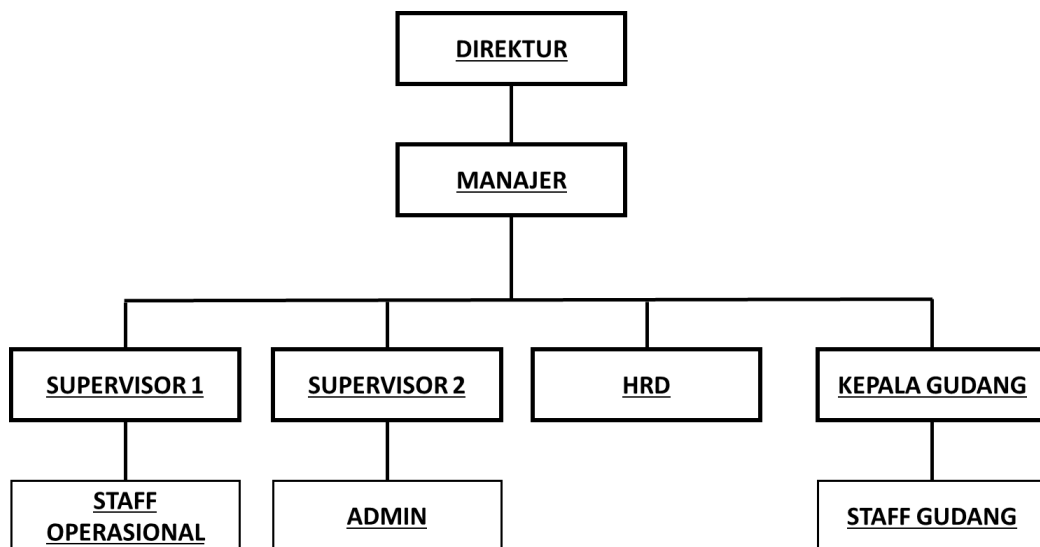 DIREKTUR
MANAJER
SUPERVISOR 1
SUPERVISOR 2
HRD
KEPALA GUDANG
STAFF
OPERASIONAL
ADMIN
STAFF GUDANG